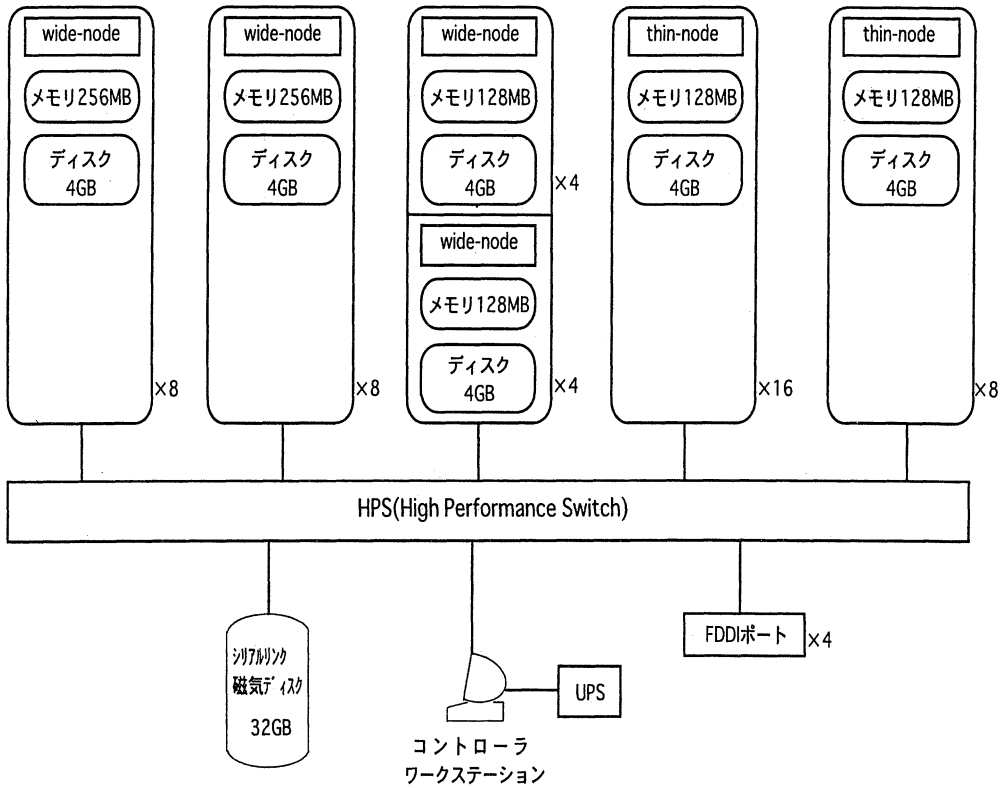 wide-node
メモリ256MB
ディスク
4GB
×8
wide-node
メモリ256MB
ディスク
4GB
×8
wide-node
メモリ128MB
ディスク
4GB
×4
wide-node
メモリ128MB
ディスク
4GB
×4
thin-node
メモリ128MB
ディスク
4GB
×16
thin-node
メモリ128MB
ディスク
4GB
×8
HPS(High Performance Switch)
シリアルリンク
磁気ディスク
32GB
コントローラ
ワークステーション
UPS
FDDIポート
×4